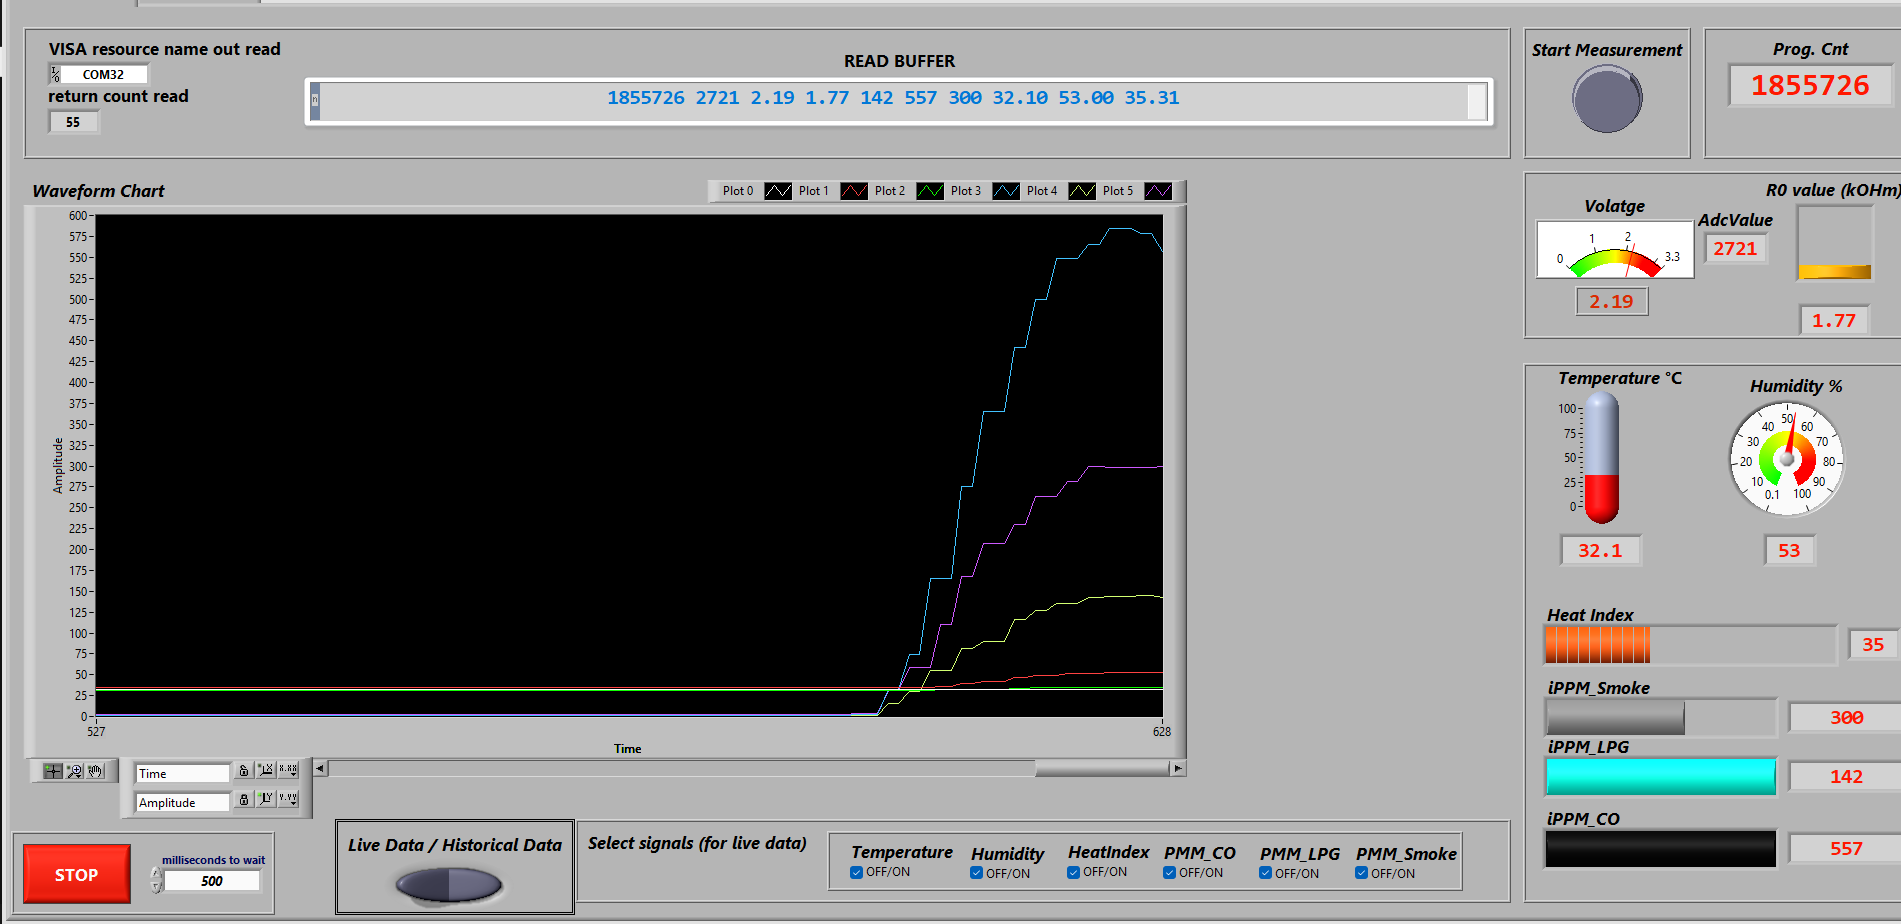 VISA resource name out read
COM32
return count read
55
READ BUFFER
1855726 2721 2.19 1.77 142 557 300 32.10 53.00 35.31
Start Measurement
Prog. Cnt
1855726
Waveform Chart
Plot 0 Plot 1 Plot 2 Plot 3 Plot 4 Plot 5
600
575
550
525
500
475
450
425
400
375
350
325
300
275
250
225
200
175
150
125
100
75
50
25
0
Amplitude
527
628
Time
Time
Amplitude
R0 value (kOHm)
Volatge
AdcValue
0 1 2 3.3
2721
2.19
1.77
Temperature °C
100
75
50
25
0
32.1
Humidity %
0.1 10 20 30 40 50 60 70 80 90 100
53
Heat Index
35
iPPM_Smoke
300
iPPM_LPG
142
iPPM_CO
557
STOP
milliseconds to wait
500
Live Data / Historical Data
Select signals (for live data)
Temperature Humidity HeatIndex PMM_CO PMM_LPG PMM_Smoke
OFF/ON OFF/ON OFF/ON OFF/ON OFF/ON OFF/ON